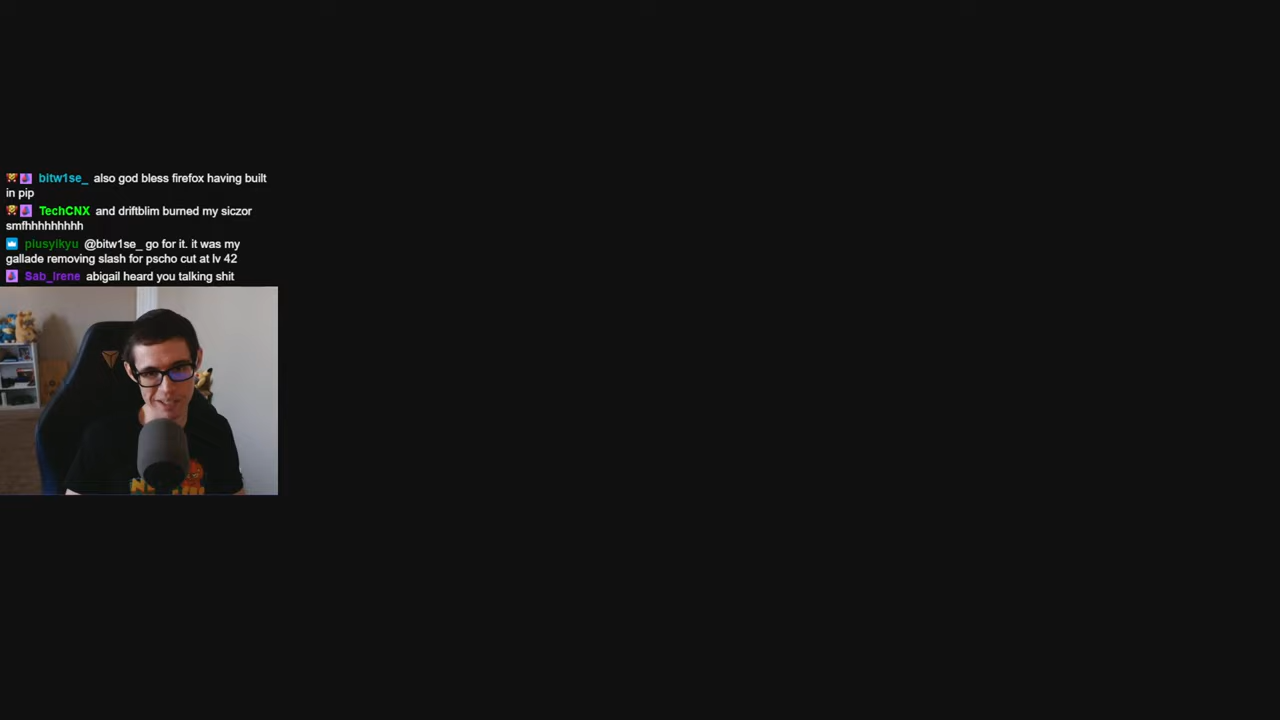 bitw1se_ also god bless firefox having built
in pip
TechCNX and driftblim burned my siczor
smfhhhhhhhhh
plusyikyu @bitw1se_ go for it. it was my
gallade removing slash for pscho cut at lv 42
Sab_Irene abigail heard you talking shit